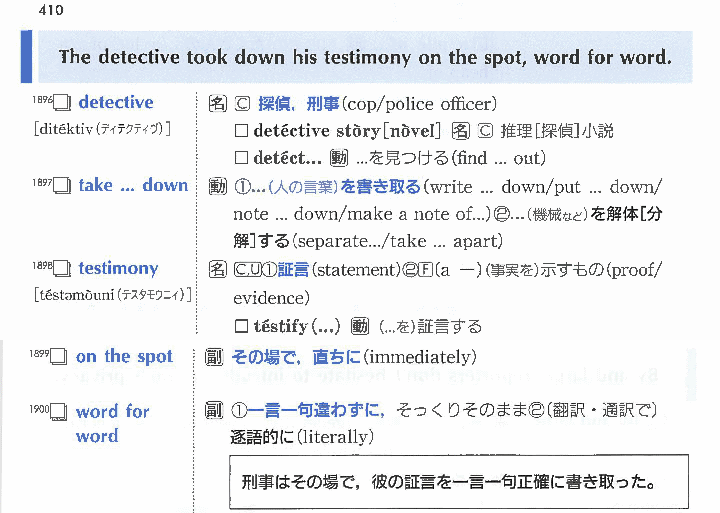 410
The detective took down his testimony on the spot, word for word.
1896 □ detective 名 C 探偵，刑事(cop/police officer)
[ditéktiv(ディテクティヴ)] □ detéctive stòry[nòvel] 名 C 推理[探偵]小説
□ detéct... 動 ...を見つける(find ... out)
1897 □ take ... down 動 ①...(人の言葉)を書き取る(write ... down/put ... down/
note ... down/make a note of...)②...(機械など)を解体[分
解]する(separate.../take ... apart)
1898 □ testimony 名 C,U①証言(statement)②F(a ―)(事実を)示すもの(proof/
[téstəmòuni(テスタモウニィ)] evidence)
□ téstify(...) 動 (...を)証言する
1899 □ on the spot 副 その場で，直ちに(immediately)
1900 □ word for 副 ①一言一句違わずに，そっくりそのまま②(翻訳・通訳で)
word 逐語的に(literally)
刑事はその場で，彼の証言を一言一句正確に書き取った。